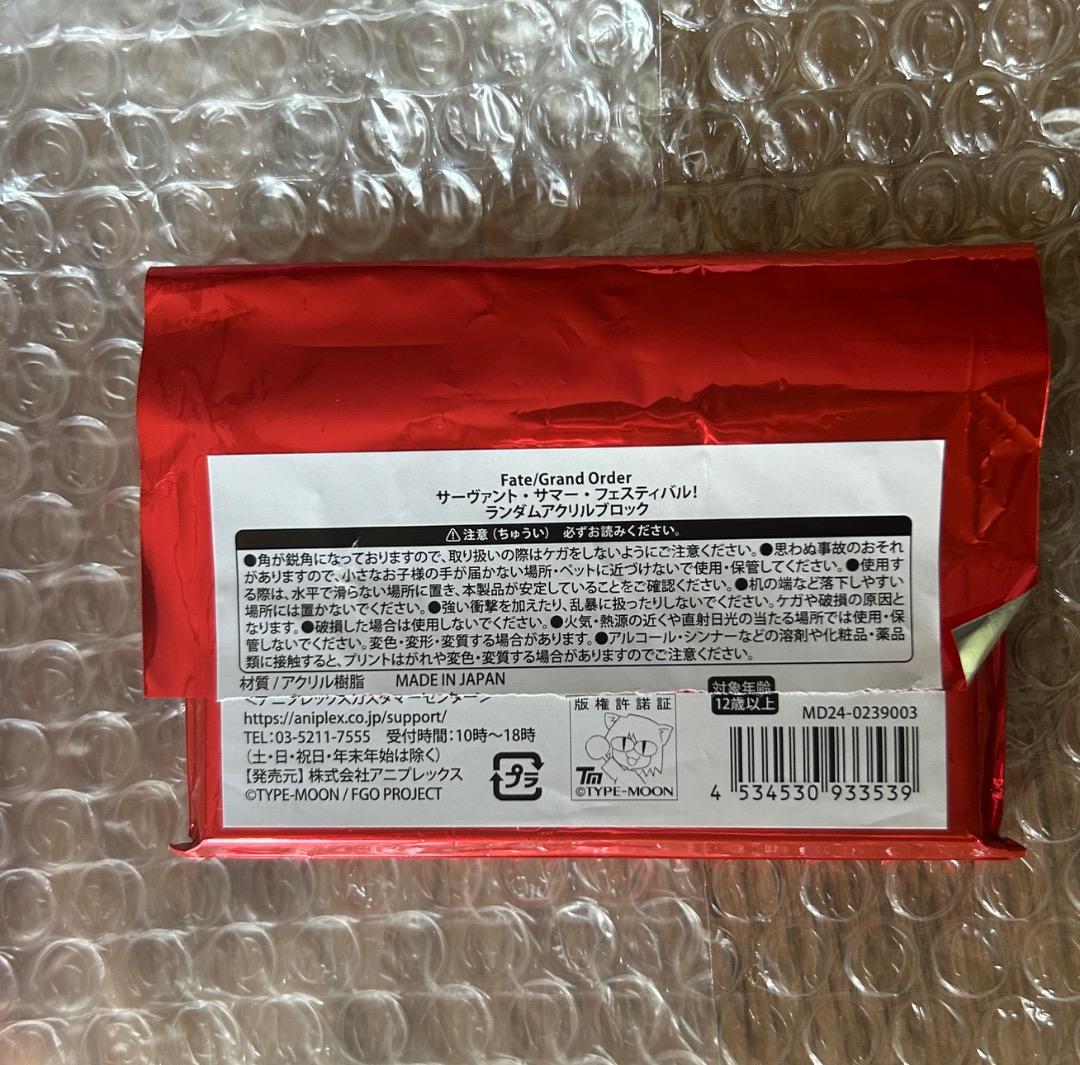 Fate/Grand Order
サーヴァント・サマー・フェスティバル!
ランダムアクリルブロック
⚠注意(ちゅうい) 必ずお読みください。
●角が鋭角になっておりますので、取り扱いの際はケガをしないようにご注意ください。●思わぬ事故のおそれ
がありますので、小さなお子様の手が届かない場所・ペットに近づけないで使用・保管してください。●使用す
る際は、水平で滑らない場所に置き、本製品が安定していることをご確認ください。●机の端など落下しやすい
場所には置かないでください。●強い衝撃を加えたり、乱暴に扱ったりしないでください。ケガや破損の原因と
なります。●破損した場合は使用しないでください。●火気・熱源の近くや直射日光の当たる場所では使用・保
管しないでください。変色・変形・変質する場合があります。●アルコール・シンナーなどの溶剤や化粧品・薬品
類に接触すると、プリントはがれや変色・変質する場合がありますのでご注意ください。
材質/アクリル樹脂 MADE IN JAPAN
<アニプレックスカスタマーセンター>
https://aniplex.co.jp/support/
TEL:03-5211-7555 受付時間:10時~18時
(土・日・祝日・年末年始は除く)
【発売元】株式会社アニプレックス
©TYPE-MOON / FGO PROJECT
プラ
版権許諾証
TM
©TYPE-MOON
対象年齢
12歳以上
MD24-0239003
4 534530 933539